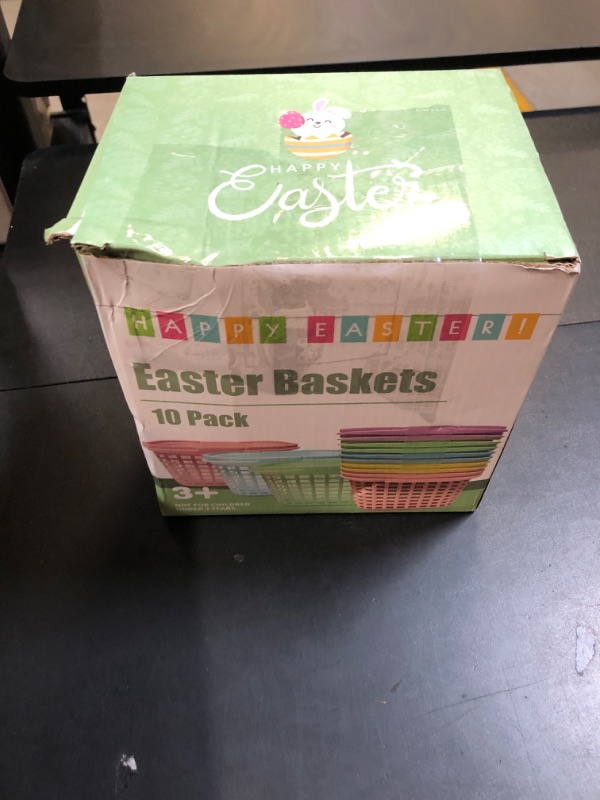 HAPPY
Easter
HAPPY EASTER!
Easter Baskets
10 Pack
3+
NOT FOR CHILDREN
UNDER 3 YEARS